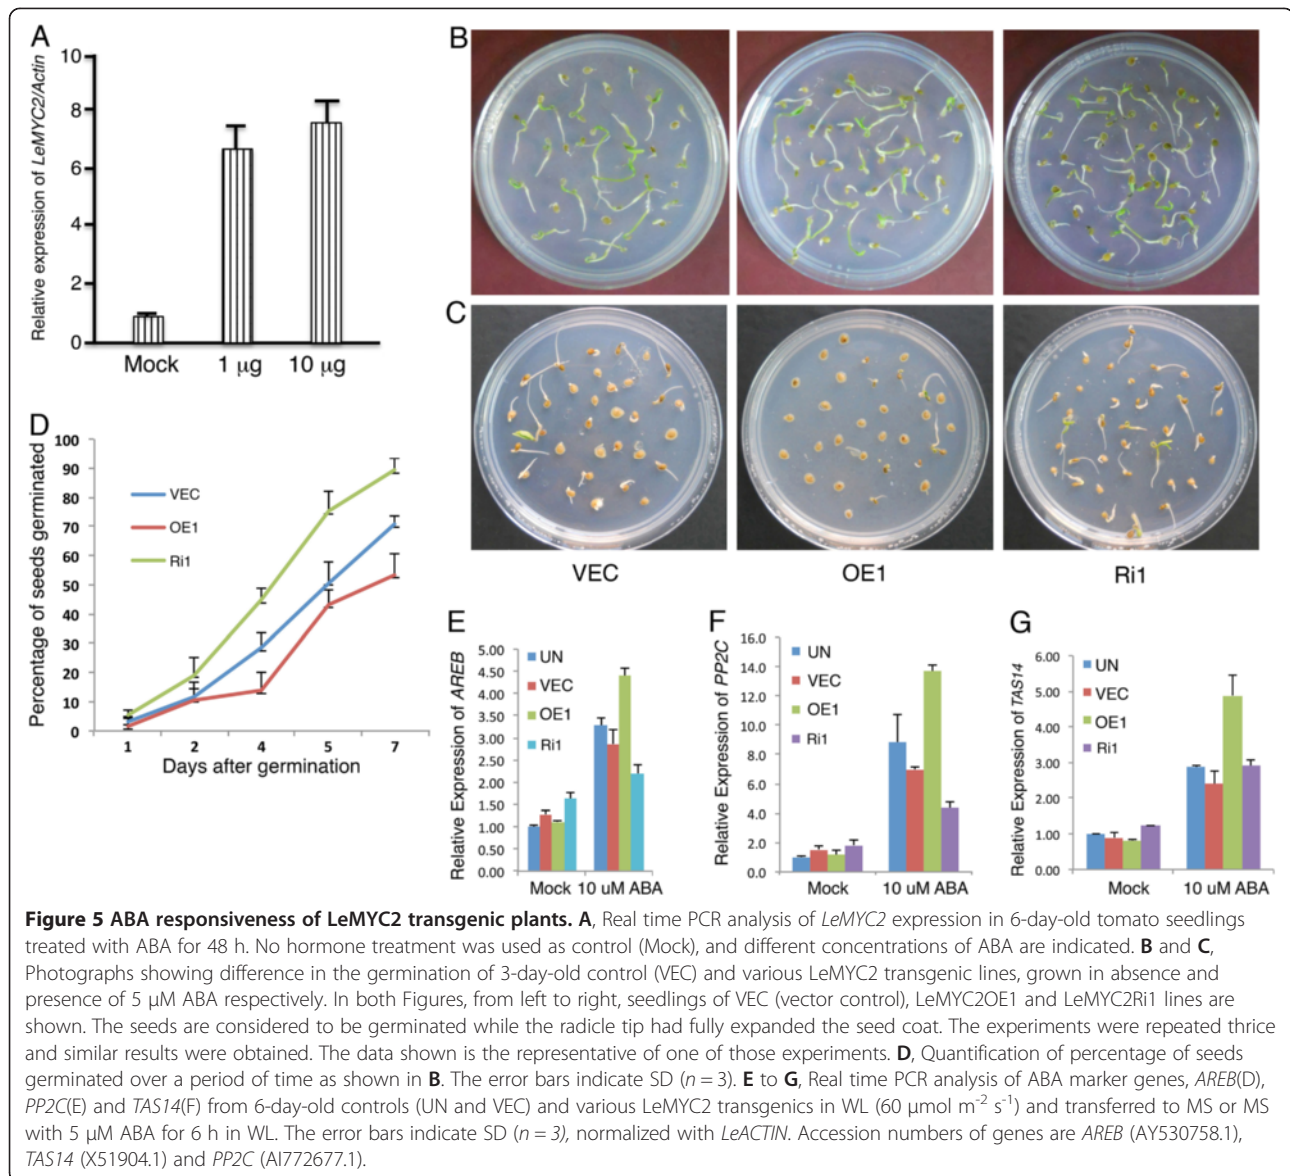 A
Relative expression of LeMYC2/Actin
10
8
6
4
2
0
Mock
1 µg
10 µg
B
C
VEC
OE1
Ri1
D
Percentage of seeds germinated
100
90
80
70
60
50
40
30
20
10
0
VEC
OE1
Ri1
1
2
4
5
7
Days after germination
E
Relative Expression of AREB
5.00
4.50
4.00
3.50
3.00
2.50
2.00
1.50
1.00
0.50
0.00
UN
VEC
OE1
Ri1
Mock
10 uM ABA
F
Relative Expression of PP2C
16.0
14.0
12.0
10.0
8.0
6.0
4.0
2.0
0.0
UN
VEC
OE1
Ri1
Mock
10 uM ABA
G
Relative Expression of TAS14
6.00
5.00
4.00
3.00
2.00
1.00
0.00
UN
VEC
OE1
Ri1
Mock
10 uM ABA
Figure 5 ABA responsiveness of LeMYC2 transgenic plants. A, Real time PCR analysis of LeMYC2 expression in 6-day-old tomato seedlings
treated with ABA for 48 h. No hormone treatment was used as control (Mock), and different concentrations of ABA are indicated. B and C,
Photographs showing difference in the germination of 3-day-old control (VEC) and various LeMYC2 transgenic lines, grown in absence and
presence of 5 µM ABA respectively. In both Figures, from left to right, seedlings of VEC (vector control), LeMYC2OE1 and LeMYC2Ri1 lines are
shown. The seeds are considered to be germinated while the radicle tip had fully expanded the seed coat. The experiments were repeated thrice
and similar results were obtained. The data shown is the representative of one of those experiments. D, Quantification of percentage of seeds
germinated over a period of time as shown in B. The error bars indicate SD (n = 3). E to G, Real time PCR analysis of ABA marker genes, AREB(D),
PP2C(E) and TAS14(F) from 6-day-old controls (UN and VEC) and various LeMYC2 transgenics in WL (60 µmol m⁻² s⁻¹) and transferred to MS or MS
with 5 µM ABA for 6 h in WL. The error bars indicate SD (n = 3), normalized with LeACTIN. Accession numbers of genes are AREB (AY530758.1),
TAS14 (X51904.1) and PP2C (AI772677.1).